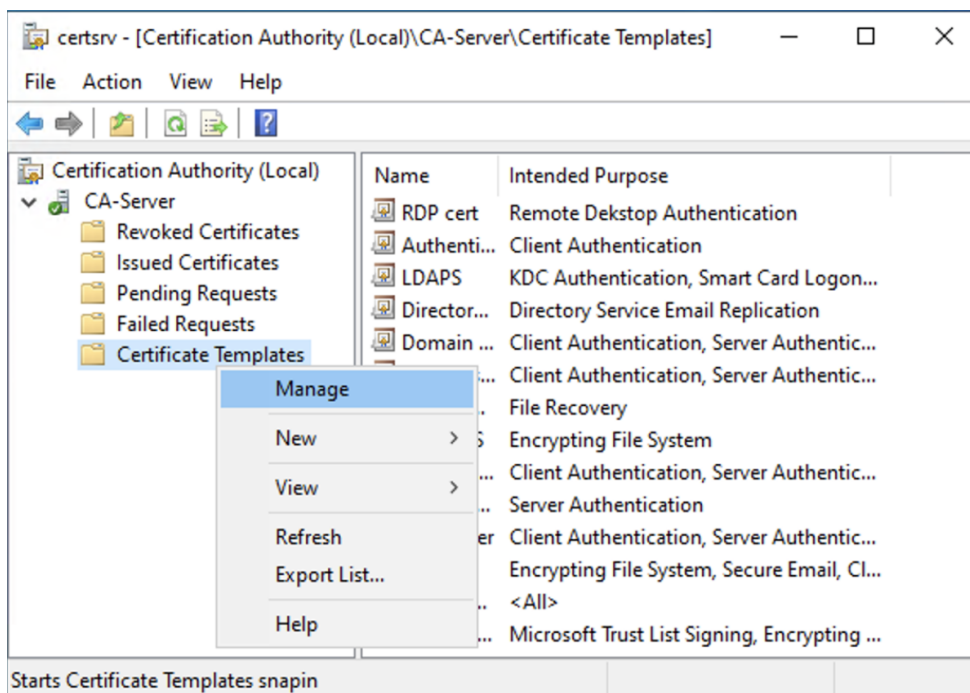 certsrv - [Certification Authority (Local)\CA-Server\Certificate Templates]
File Action View Help
Certification Authority (Local)
CA-Server
Revoked Certificates
Issued Certificates
Pending Requests
Failed Requests
Certificate Templates
Manage
New
View
Refresh
Export List...
Help
Name Intended Purpose
RDP cert Remote Dekstop Authentication
Authenti... Client Authentication
LDAPS KDC Authentication, Smart Card Logon...
Director... Directory Service Email Replication
Domain ... Client Authentication, Server Authentic...
... Client Authentication, Server Authentic...
. File Recovery
S Encrypting File System
... Client Authentication, Server Authentic...
.. Server Authentication
er Client Authentication, Server Authentic...
Encrypting File System, Secure Email, Cl...
.. <All>
... Microsoft Trust List Signing, Encrypting ...
Starts Certificate Templates snapin